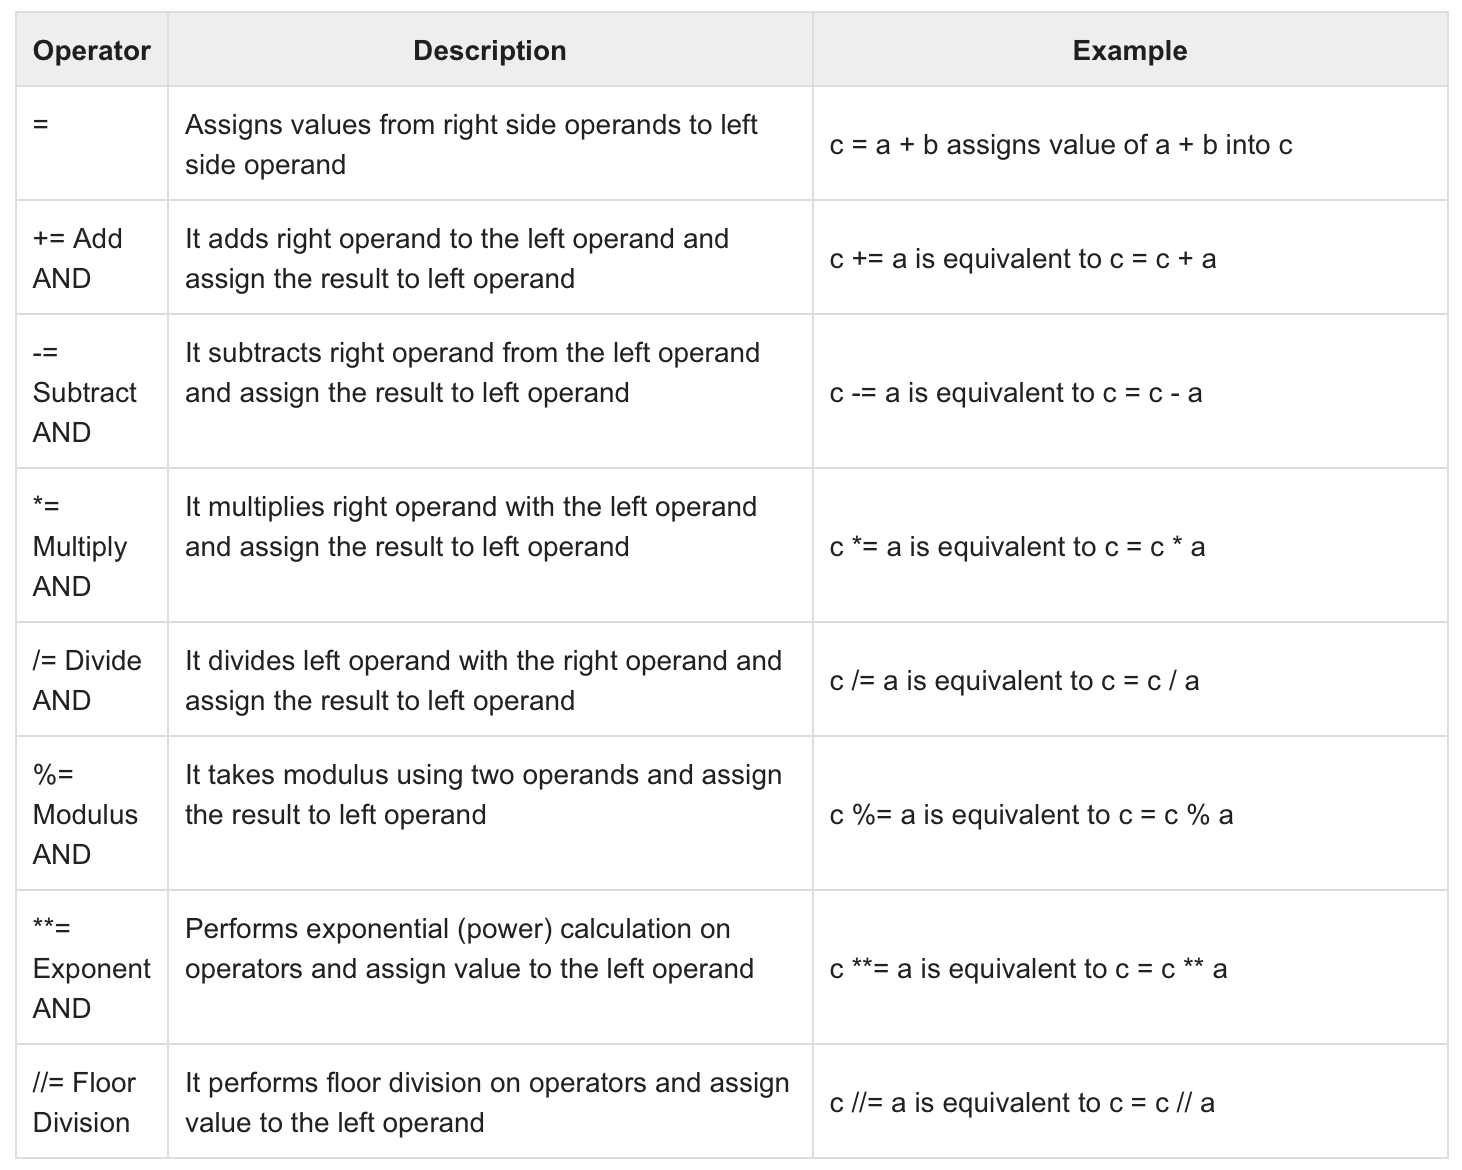 Operator
Description
Example
=
Assigns values from right side operands to left
side operand
c = a + b assigns value of a + b into c
+= Add
AND
It adds right operand to the left operand and
assign the result to left operand
c += a is equivalent to c = c + a
-=
Subtract
AND
It subtracts right operand from the left operand
and assign the result to left operand
c -= a is equivalent to c = c - a
*=
Multiply
AND
It multiplies right operand with the left operand
and assign the result to left operand
c *= a is equivalent to c = c * a
/= Divide
AND
It divides left operand with the right operand and
assign the result to left operand
c /= a is equivalent to c = c / a
%=
Modulus
AND
It takes modulus using two operands and assign
the result to left operand
c %= a is equivalent to c = c % a
**=
Exponent
AND
Performs exponential (power) calculation on
operators and assign value to the left operand
c **= a is equivalent to c = c ** a
//= Floor
Division
It performs floor division on operators and assign
value to the left operand
c //= a is equivalent to c = c // a